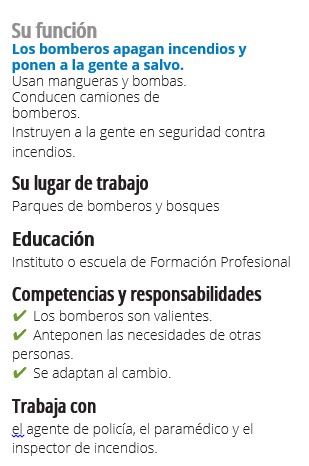 Su función
Los bomberos apagan incendios y
ponen a la gente a salvo.
Usan mangueras y bombas.
Conducen camiones de
bomberos.
Instruyen a la gente en seguridad contra
incendios.
Su lugar de trabajo
Parques de bomberos y bosques
Educación
Instituto o escuela de Formación Profesional
Competencias y responsabilidades
✔ Los bomberos son valientes.
✔ Anteponen las necesidades de otras
personas.
✔ Se adaptan al cambio.
Trabaja con
el agente de policía, el paramédico y el
inspector de incendios.